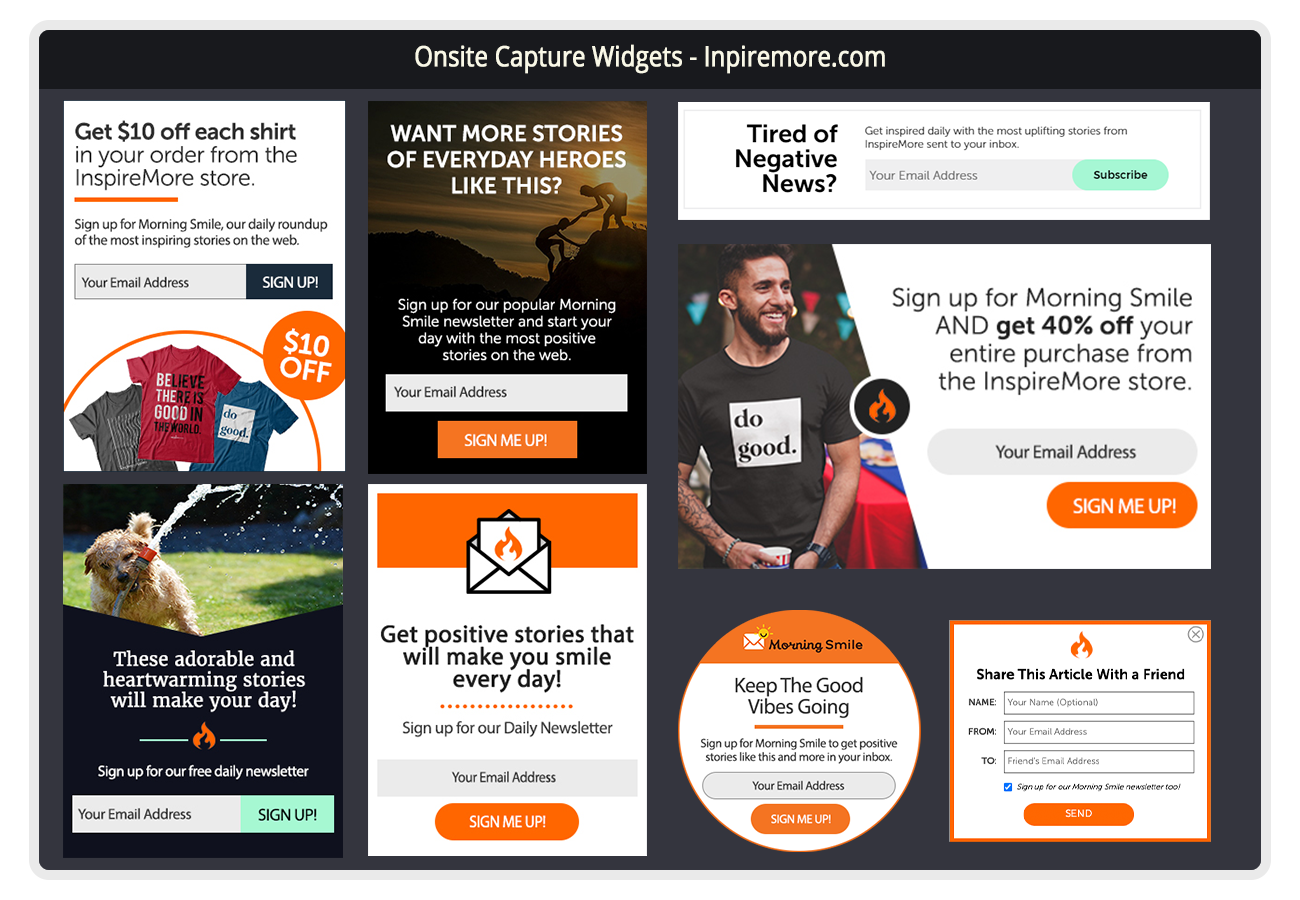 Onsite Capture Widgets - Inpiremore.com
Get $10 off each shirt
in your order from the
InspireMore store.
Sign up for Morning Smile, our daily roundup
of the most inspiring stories on the web.
Your Email Address
SIGN UP!
$10
OFF
BELIEVE
THERE IS
GOOD IN
THE WORLD.
do
good.
WANT MORE STORIES
OF EVERYDAY HEROES
LIKE THIS?
Sign up for our popular Morning
Smile newsletter and start your
day with the most positive
stories on the web.
Your Email Address
SIGN ME UP!
Tired of
Negative
News?
Get inspired daily with the most uplifting stories from
InspireMore sent to your inbox.
Your Email Address
Subscribe
do
good.
Sign up for Morning Smile
AND get 40% off your
entire purchase from
the InspireMore store.
Your Email Address
SIGN ME UP!
These adorable and
heartwarming stories
will make your day!
Sign up for our free daily newsletter
Your Email Address
SIGN UP!
Get positive stories that
will make you smile
every day!
Sign up for our Daily Newsletter
Your Email Address
SIGN ME UP!
Morning Smile
Keep The Good
Vibes Going
Sign up for Morning Smile to get positive
stories like this and more in your inbox.
Your Email Address
SIGN ME UP!
Share This Article With a Friend
NAME: Your Name (Optional)
FROM: Your Email Address
TO: Friend's Email Address
Sign up for our Morning Smile newsletter too!
SEND